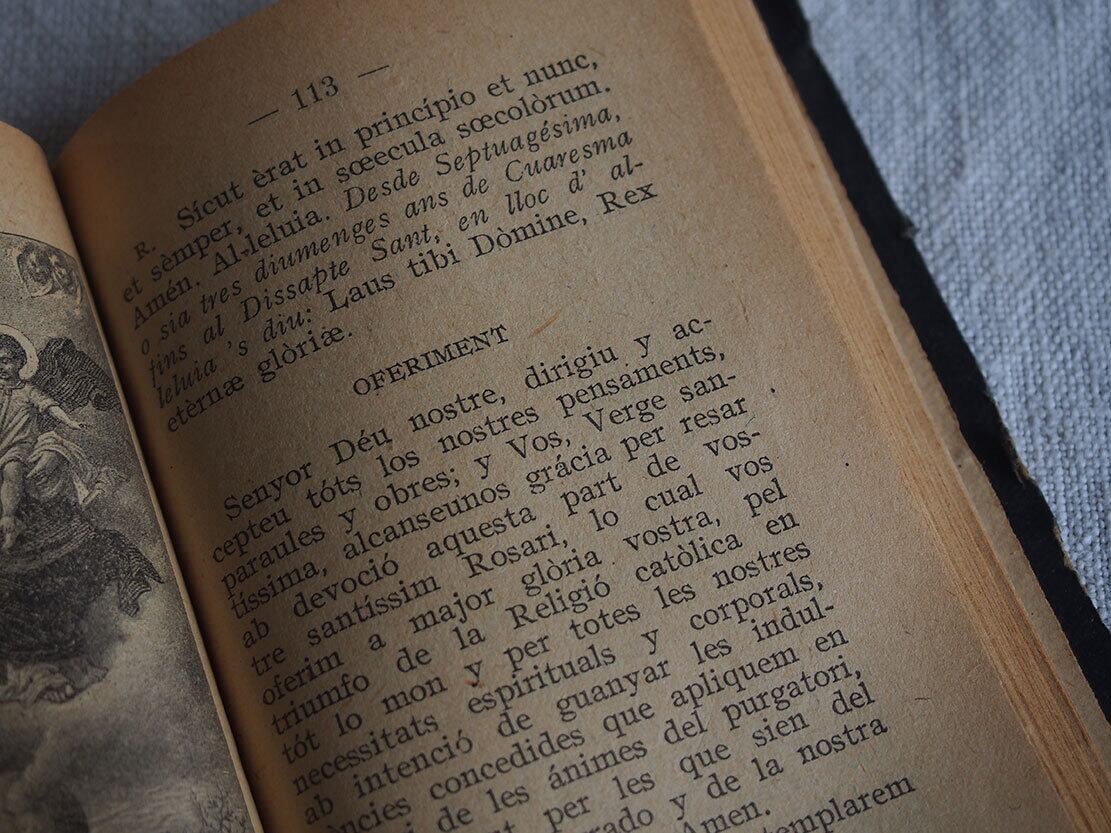 — 113 —
R. Sícut èrat in princípio et nunc,
et sèmper, et in sœecula sœcolòrum.
Amén. Al-leluia. Desde Septuagésima,
o sia tres diumenges ans de Cuaresma
fins al Dissapte Sant, en lloc d' al-
leluia 's diu: Laus tibi Dòmine, Rex
etèrnæ glòriæ.
OFERIMENT
Senyor Déu nostre, dirigiu y ac-
cepteu tóts los nostres pensaments,
paraules y obres; y Vos, Verge san-
tíssima, alcanseunos grácia per resar
ab devoció aquesta part de vos-
tre santíssim Rosari, lo cual vos
oferim a major glòria vostra, pel
triumfo de la Religió catòlica en
tót lo mon y per totes les nostres
necessitats espirituals y corporals,
ab intenció de guanyar les indul-
gències concedides que apliquem en
de les ánimes del purgatori,
per les que sien del
y de la nostra
Amen.